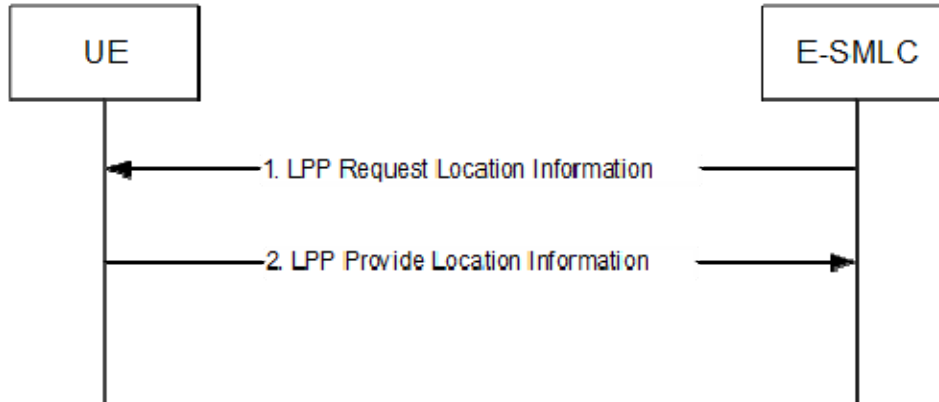 UE
E-SMLC
1. LPP Request Location Information
2. LPP Provide Location Information